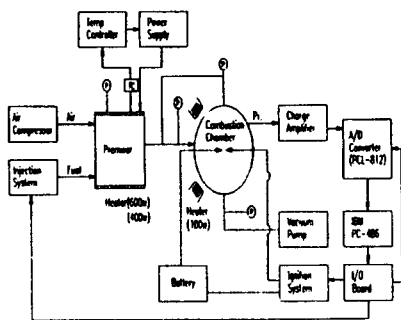 Temp
Controller
Power
Supply
P
P
P
Air
Compressor
Air
Premixer
Combustion
Chamber
Pr.
Charge
Amplifier
A/D
Converter
(PCL-812)
Injection
System
Fuel
Heater(600w)
(400w)
Heater
(100w)
P
Vacuum
Pump
IBM
PC-486
Battery
Ignition
System
I/O
Board